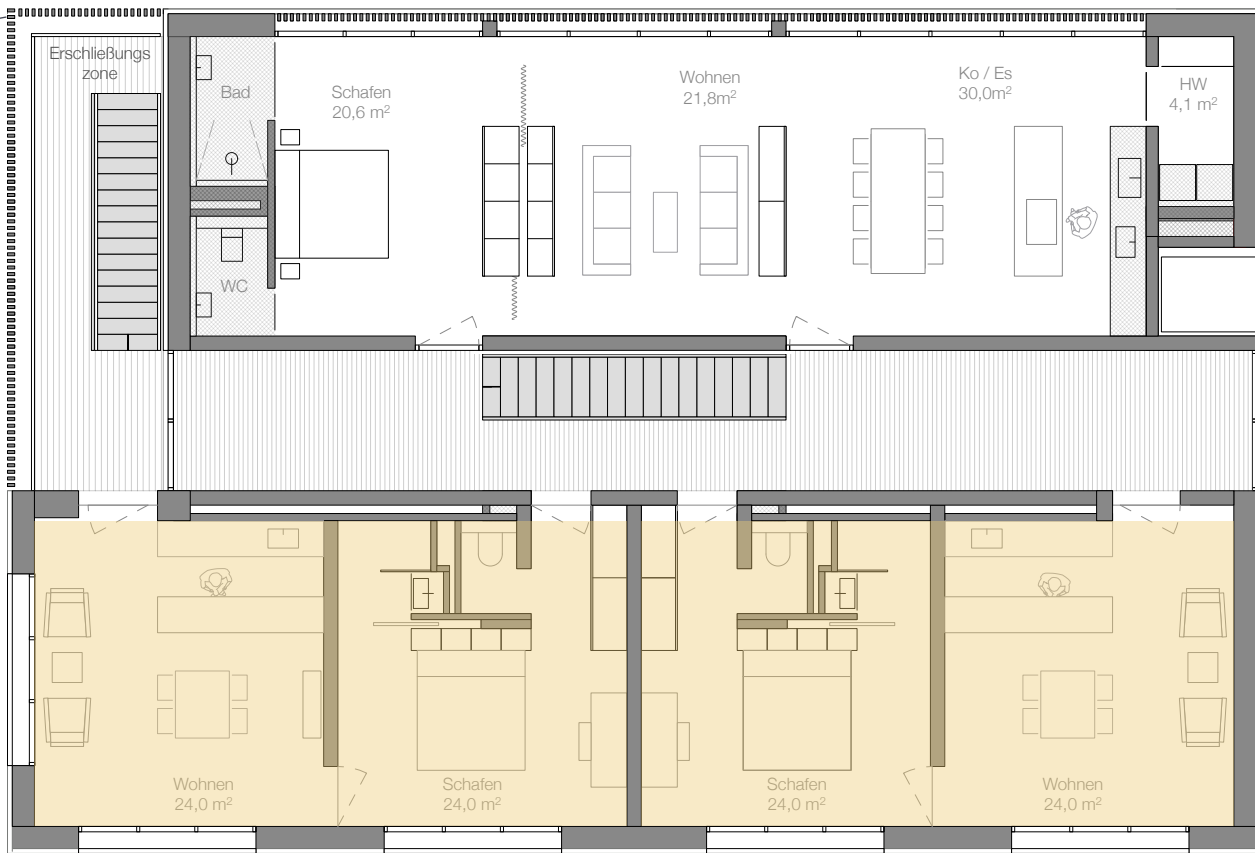 Erschließungs
zone
Bad
Schafen
20,6 m²
Wohnen
21,8m²
Ko / Es
30,0m²
HW
4,1 m²
WC
Wohnen
24,0 m²
Schafen
24,0 m²
Schafen
24,0 m²
Wohnen
24,0 m²